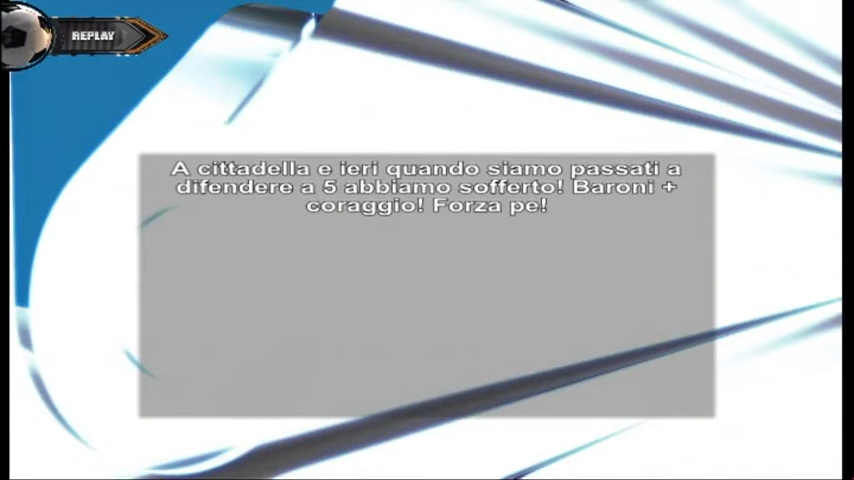 REPLAY
A cittadella e ieri quando siamo passati a
difendere a 5 abbiamo sofferto! Baroni +
coraggio! Forza pe!